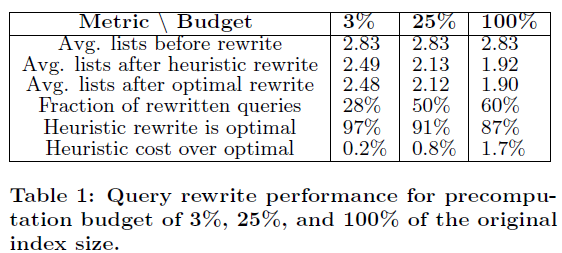 Metric \ Budget 3% 25% 100%
Avg. lists before rewrite 2.83 2.83 2.83
Avg. lists after heuristic rewrite 2.49 2.13 1.92
Avg. lists after optimal rewrite 2.48 2.12 1.90
Fraction of rewritten queries 28% 50% 60%
Heuristic rewrite is optimal 97% 91% 87%
Heuristic cost over optimal 0.2% 0.8% 1.7%
Table 1: Query rewrite performance for precompu-
tation budget of 3%, 25%, and 100% of the original
index size.